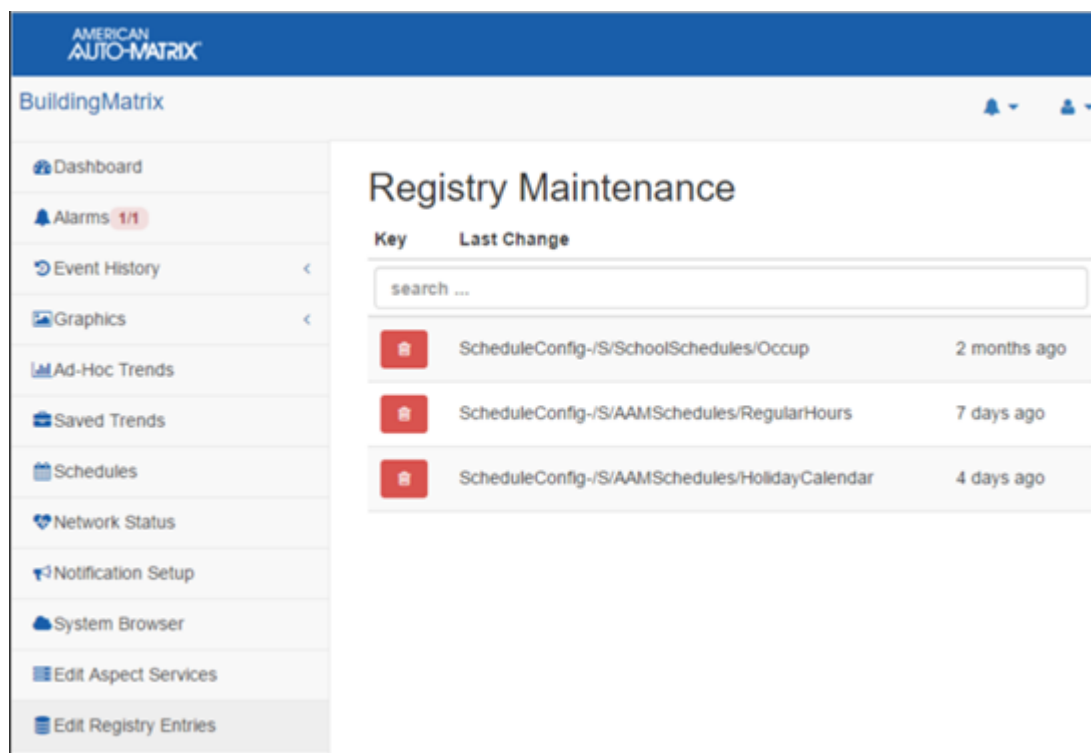 AMERICAN
AUTO-MATRIX
BuildingMatrix
Dashboard
Alarms 1/1
Event History
Graphics
Ad-Hoc Trends
Saved Trends
Schedules
Network Status
Notification Setup
System Browser
Edit Aspect Services
Edit Registry Entries
Registry Maintenance
Key Last Change
search ...
ScheduleConfig-/S/SchoolSchedules/Occup 2 months ago
ScheduleConfig-/S/AAMSchedules/RegularHours 7 days ago
ScheduleConfig-/S/AAMSchedules/HolidayCalendar 4 days ago